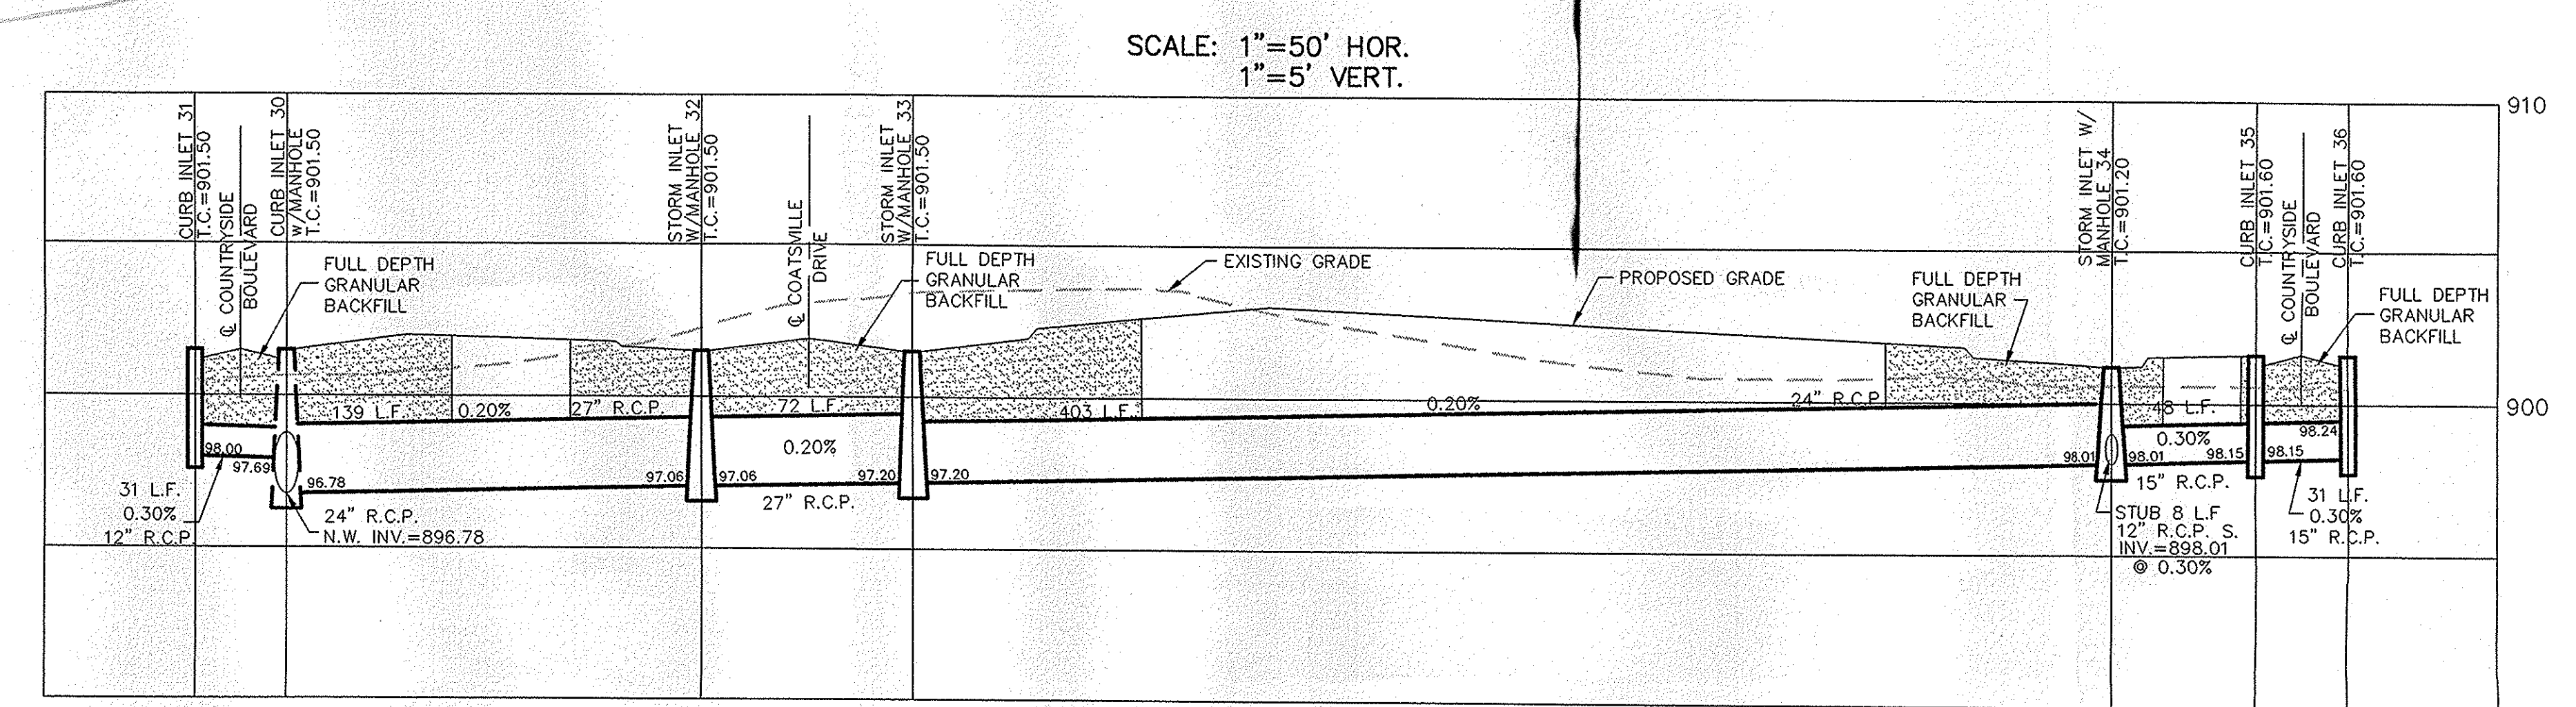 SCALE: 1"=50' HOR.
1"=5' VERT.
910
CURB INLET 31
T.C.=901.50
℄ COUNTRYSIDE
BOULEVARD
CURB INLET 30
W/MANHOLE
T.C.=901.50
STORM INLET
W/MANHOLE 32
T.C.=901.50
℄ COATSVILLE
DRIVE
STORM INLET
W/MANHOLE 33
T.C.=901.50
STORM INLET W/
MANHOLE 34
T.C.=901.20
CURB INLET 35
T.C.=901.60
℄ COUNTRYSIDE
BOULEVARD
CURB INLET 36
T.C.=901.60
FULL DEPTH
GRANULAR
BACKFILL
FULL DEPTH
GRANULAR
BACKFILL
EXISTING GRADE
PROPOSED GRADE
FULL DEPTH
GRANULAR
BACKFILL
FULL DEPTH
GRANULAR
BACKFILL
139 L.F.
0.20%
27" R.C.P.
72 L.F.
403 L.F.
0.20%
24" R.C.P.
48 L.F.
900
0.20%
0.30%
98.00
97.69
96.78
97.06
97.06
97.20
97.20
98.01
98.01
98.15
98.15
98.24
31 L.F.
0.30%
12" R.C.P.
24" R.C.P.
N.W. INV.=896.78
27" R.C.P.
15" R.C.P.
STUB 8 L.F
12" R.C.P. S.
INV.=898.01
@ 0.30%
31 L.F.
0.30%
15" R.C.P.